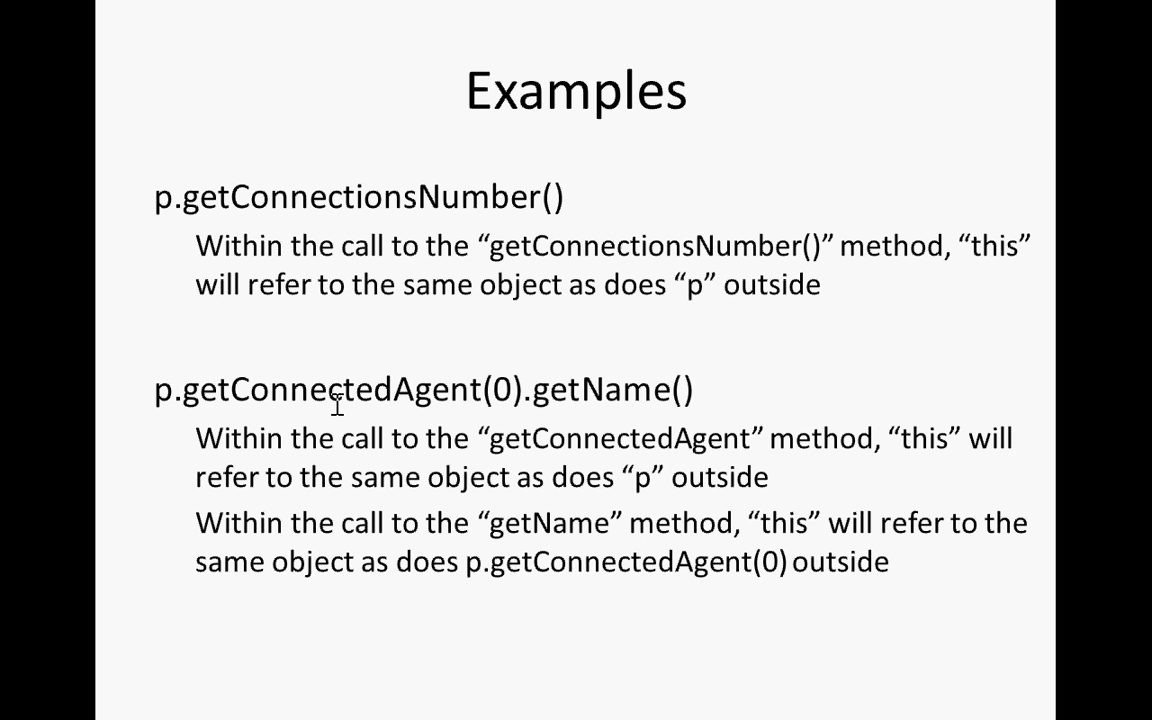 Examples
p.getConnectionsNumber()
Within the call to the “getConnectionsNumber()” method, “this”
will refer to the same object as does “p” outside
p.getConnectedAgent(0).getName()
Within the call to the “getConnectedAgent” method, “this” will
refer to the same object as does “p” outside
Within the call to the “getName” method, “this” will refer to the
same object as does p.getConnectedAgent(0) outside